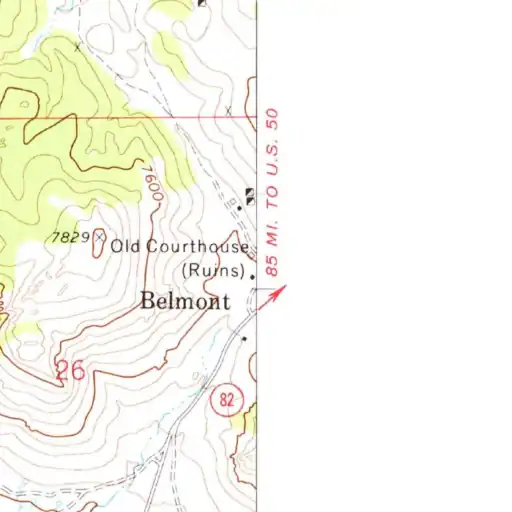 85 MI. TO U.S. 50
7600
7829
Old Courthouse
(Ruins)
Belmont
26
82